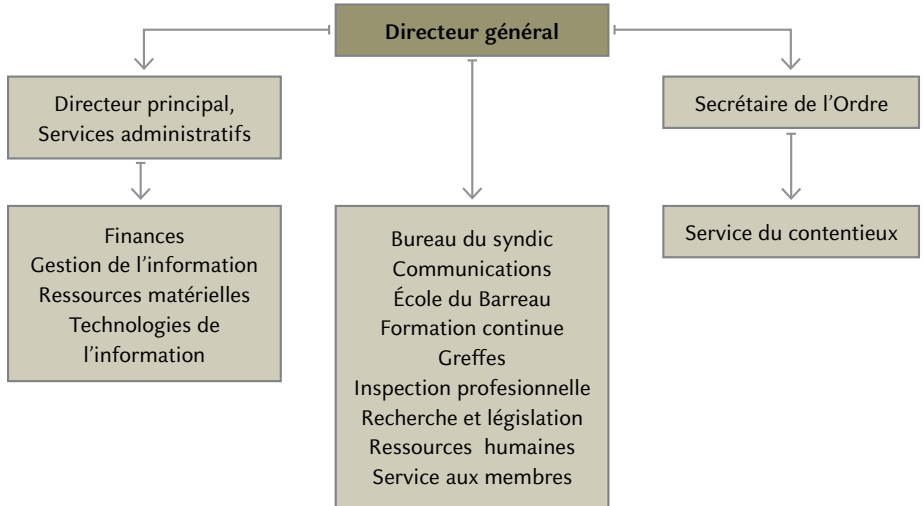 Directeur général
Directeur principal,
Services administratifs
Secrétaire de l'Ordre
Finances
Gestion de l'information
Ressources matérielles
Technologies de
l'information
Bureau du syndic
Communications
École du Barreau
Formation continue
Greffes
Inspection profesionnelle
Recherche et législation
Ressources  humaines
Service aux membres
Service du contentieux